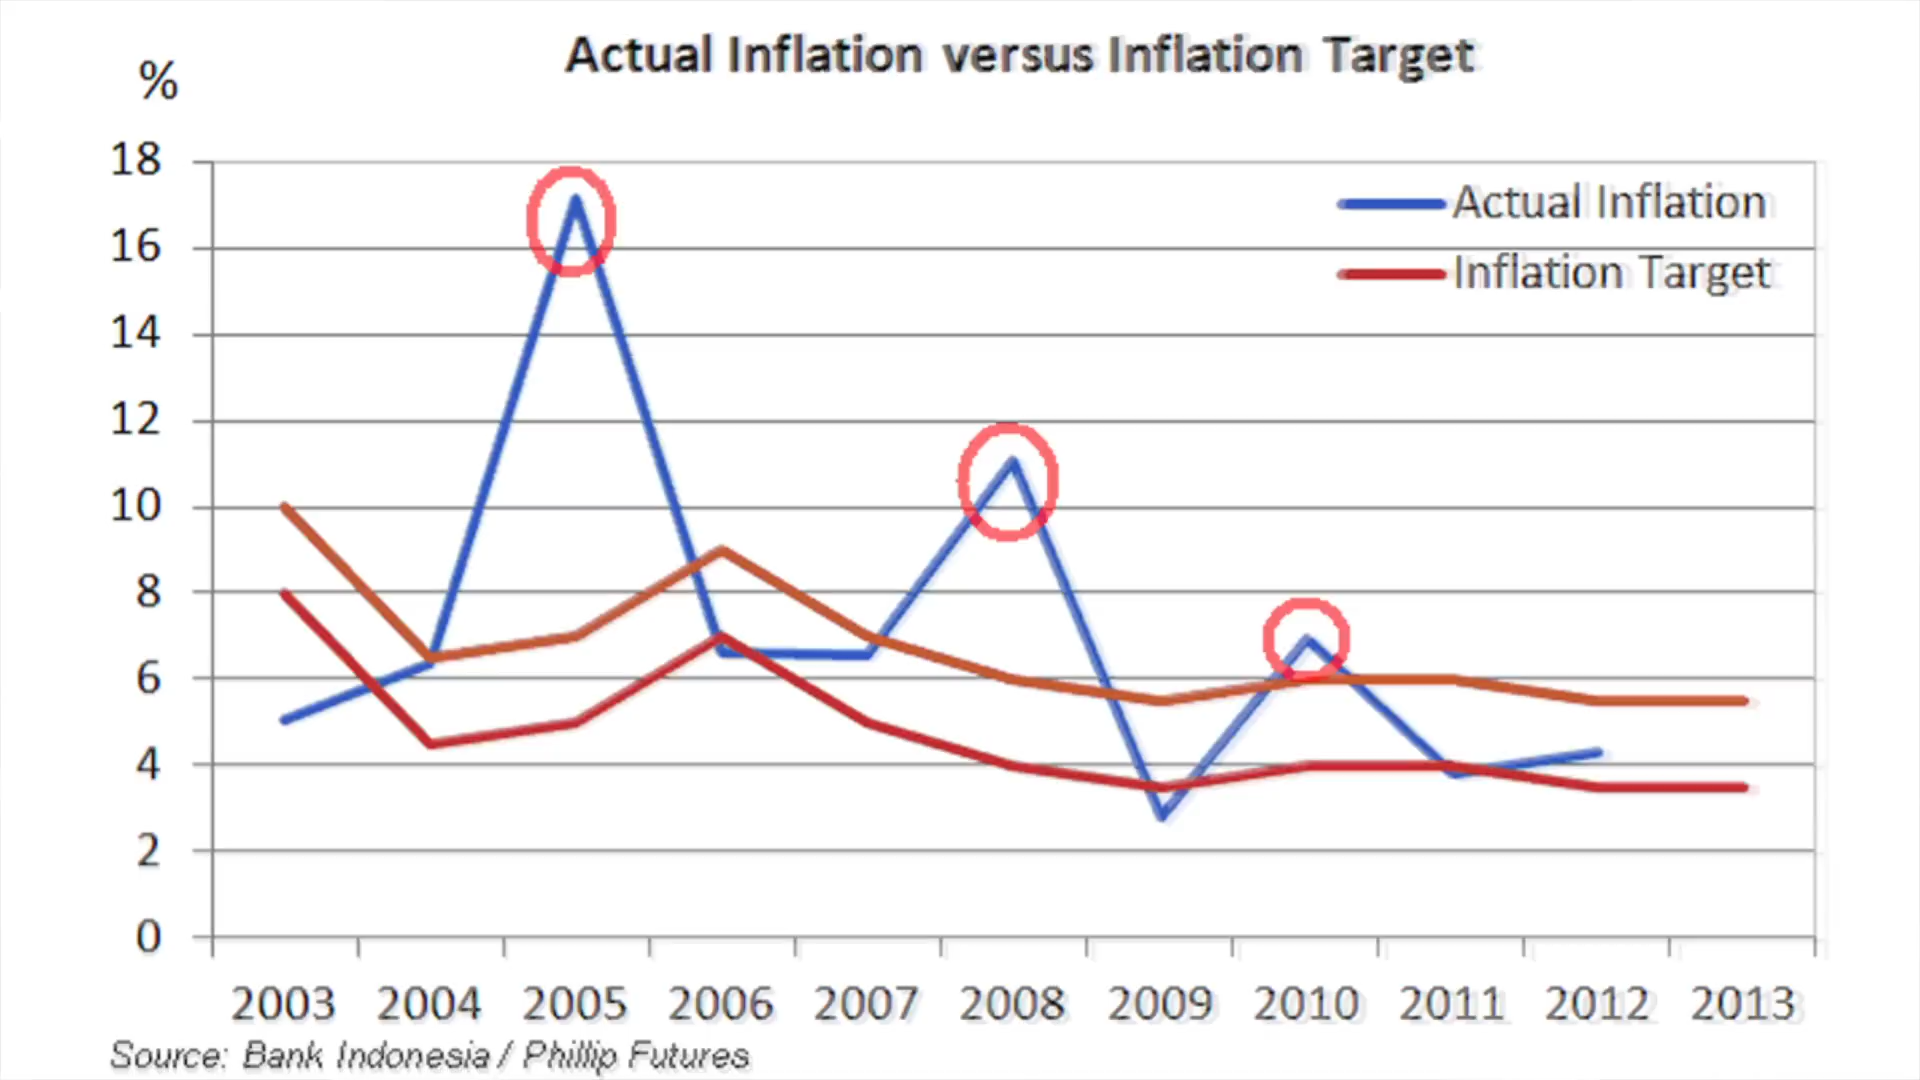 Actual Inflation versus Inflation Target
%
18
16
14
12
10
8
6
4
2
0
Actual Inflation
Inflation Target
2003 2004 2005 2006 2007 2008 2009 2010 2011 2012 2013
Source: Bank Indonesia / Phillip Futures